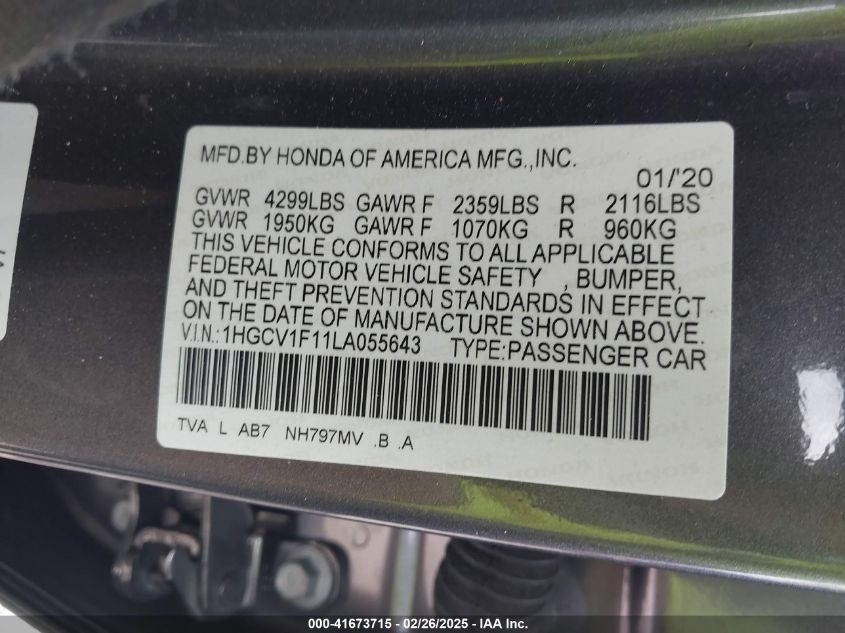 MFD.BY HONDA OF AMERICA MFG.,INC.
01/'20
GVWR 4299LBS GAWR F 2359LBS R 2116LBS
GVWR 1950KG GAWR F 1070KG R 960KG
THIS VEHICLE CONFORMS TO ALL APPLICABLE
FEDERAL MOTOR VEHICLE SAFETY , BUMPER,
AND THEFT PREVENTION STANDARDS IN EFFECT
ON THE DATE OF MANUFACTURE SHOWN ABOVE.
V.I.N.:1HGCV1F11LA055643 TYPE:PASSENGER CAR
TVA L AB7 NH797MV .B .A
000-41673715 - 02/26/2025 - IAA Inc.